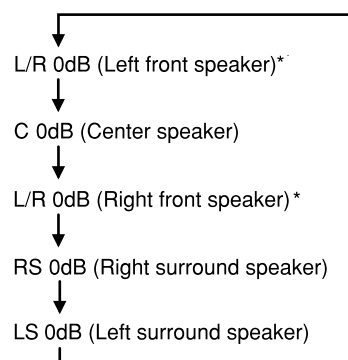 L/R 0dB (Left front speaker)*
C 0dB (Center speaker)
L/R 0dB (Right front speaker)*
RS 0dB (Right surround speaker)
LS 0dB (Left surround speaker)